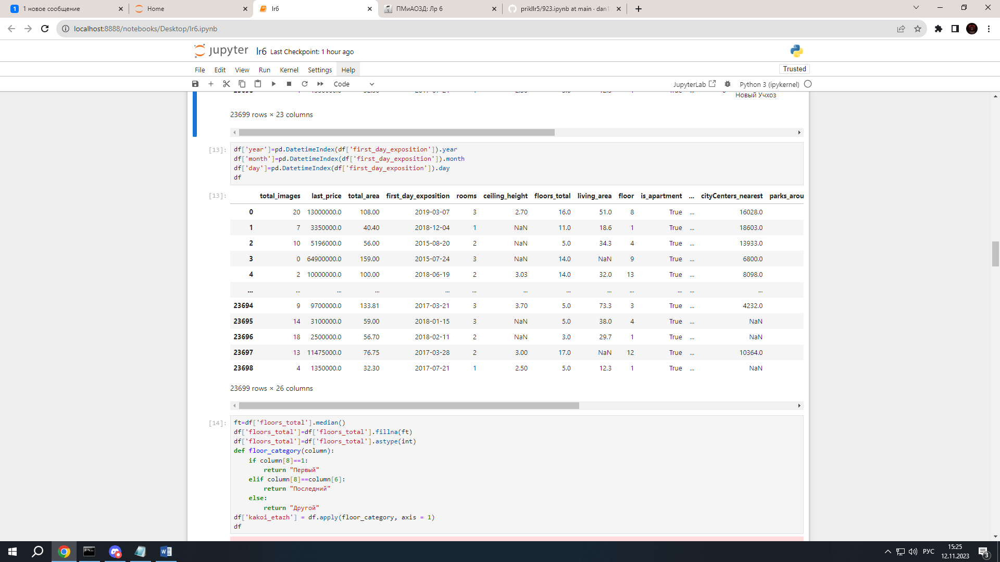 1 новое сообщение
Home
lr6
ПМиАОЗД: Лр 6
prikllr5/923.ipynb at main · dan1
localhost:8888/notebooks/Desktop/lr6.ipynb
jupyter lr6 Last Checkpoint: 1 hour ago
File Edit View Run Kernel Settings Help
Trusted
Code
JupyterLab
Python 3 (ipykernel)
Новый Учхоз
23699 rows × 23 columns
[13]:
df['year']=pd.DatetimeIndex(df['first_day_exposition']).year
df['month']=pd.DatetimeIndex(df['first_day_exposition']).month
df['day']=pd.DatetimeIndex(df['first_day_exposition']).day
df
[13]:
total_images last_price total_area first_day_exposition rooms ceiling_height floors_total living_area floor is_apartment ... cityCenters_nearest parks_arou
0 20 13000000.0 108.00 2019-03-07 3 2.70 16.0 51.0 8 True ... 16028.0
1 7 3350000.0 40.40 2018-12-04 1 NaN 11.0 18.6 1 True ... 18603.0
2 10 5196000.0 56.00 2015-08-20 2 NaN 5.0 34.3 4 True ... 13933.0
3 0 64900000.0 159.00 2015-07-24 3 NaN 14.0 NaN 9 True ... 6800.0
4 2 10000000.0 100.00 2018-06-19 2 3.03 14.0 32.0 13 True ... 8098.0
... ... ... ... ... ... ... ... ... ... ... ... ...
23694 9 9700000.0 133.81 2017-03-21 3 3.70 5.0 73.3 3 True ... 4232.0
23695 14 3100000.0 59.00 2018-01-15 3 NaN 5.0 38.0 4 True ... NaN
23696 18 2500000.0 56.70 2018-02-11 2 NaN 3.0 29.7 1 True ... NaN
23697 13 11475000.0 76.75 2017-03-28 2 3.00 17.0 NaN 12 True ... 10364.0
23698 4 1350000.0 32.30 2017-07-21 1 2.50 5.0 12.3 1 True ... NaN
23699 rows × 26 columns
[14]:
ft=df['floors_total'].median()
df['floors_total']=df['floors_total'].fillna(ft)
df['floors_total']=df['floors_total'].astype(int)
def floor_category(column):
    if column[8]==1:
        return "Первый"
    elif column[8]==column[6]:
        return "Последний"
    else:
        return "Другой"
df['kakoi_etazh'] = df.apply(floor_category, axis = 1)
df
РУС
15:25
12.11.2023
3